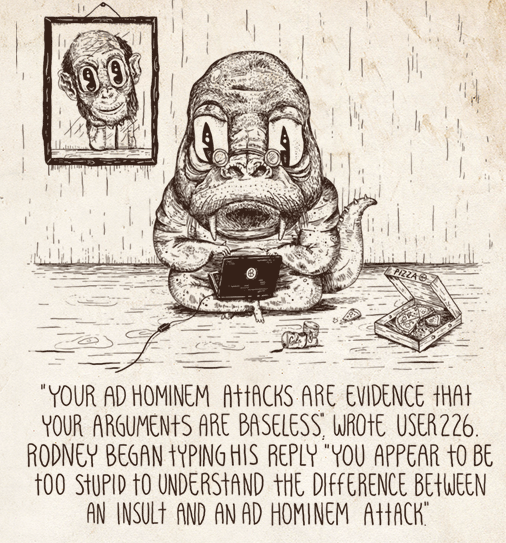 PIZZA
"YOUR AD HOMINEM ATTACKS ARE EVIDENCE THAT
YOUR ARGUMENTS ARE BASELESS", WROTE USER226.
RODNEY BEGAN TYPING HIS REPLY "YOU APPEAR TO BE
TOO STUPID TO UNDERSTAND THE DIFFERENCE BETWEEN
AN INSULT AND AN AD HOMINEM ATTACK"